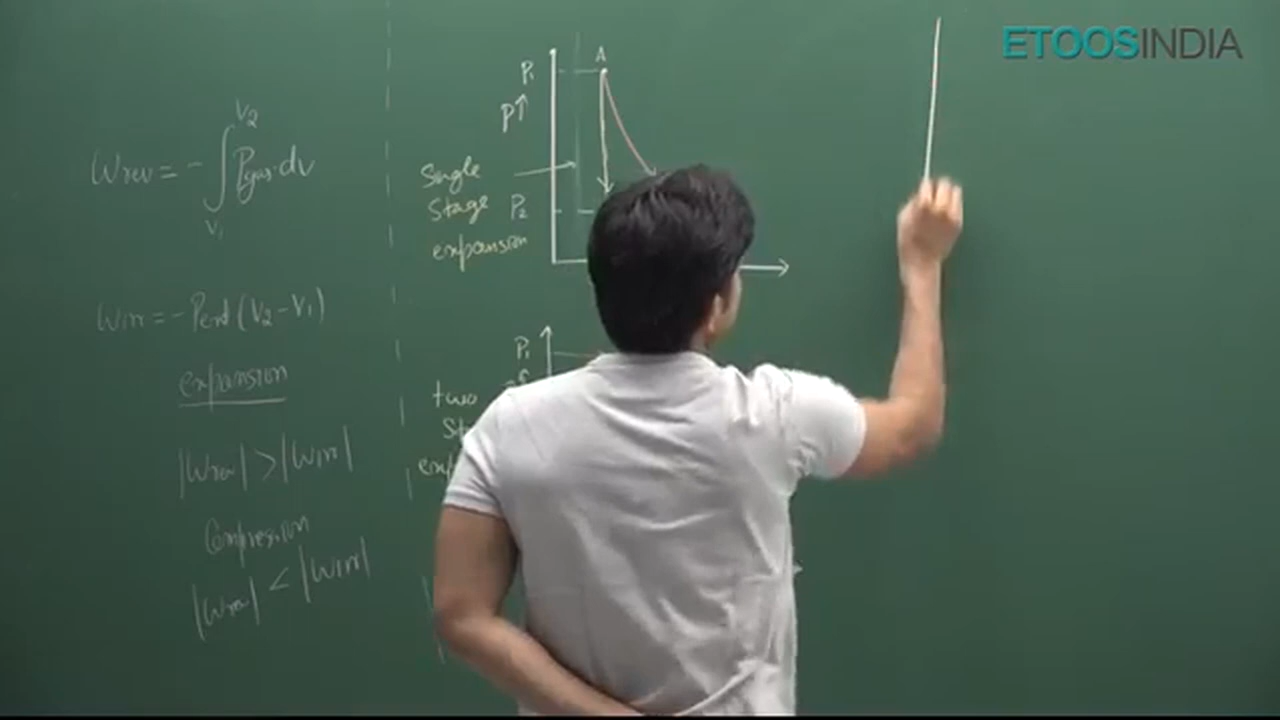 ETOOSINDIA
V2
Wrev = - ∫ Pgas.dv
V1
Wirr = - Pext (V2 - V1)
expansion
|Wrev| > |Wirr|
Compression
|Wrev| < |Wirr|
A
P1
P↑
Single
Stage P2
expansion
P1
two